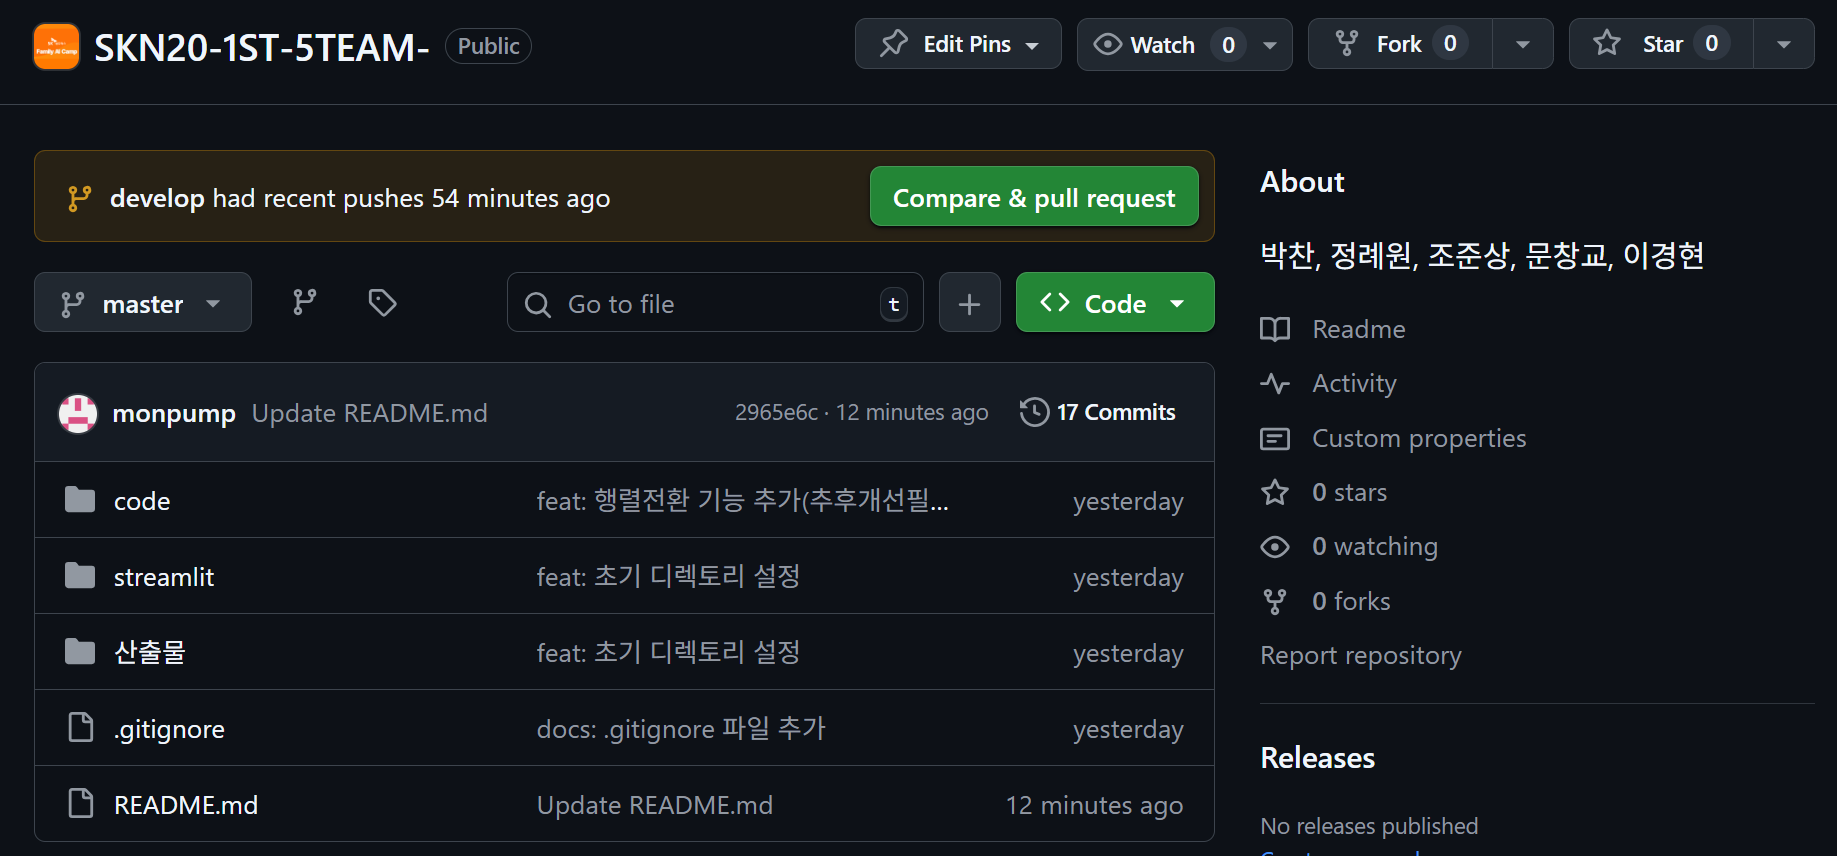 SKN20-1ST-5TEAM- Public Edit Pins Watch 0 Fork 0 Star 0
develop had recent pushes 54 minutes ago Compare & pull request
master Go to file t Code
monpump Update README.md 2965e6c · 12 minutes ago 17 Commits
code feat: 행렬전환 기능 추가(추후개선필... yesterday
streamlit feat: 초기 디렉토리 설정 yesterday
산출물 feat: 초기 디렉토리 설정 yesterday
.gitignore docs: .gitignore 파일 추가 yesterday
README.md Update README.md 12 minutes ago
About
박찬, 정례원, 조준상, 문창교, 이경현
Readme
Activity
Custom properties
0 stars
0 watching
0 forks
Report repository
Releases
No releases published